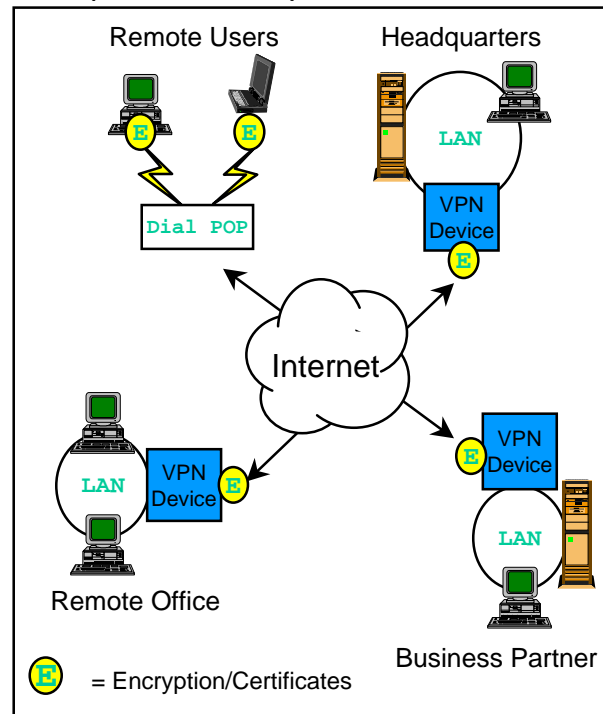 Remote Users
Headquarters
E
E
LAN
Dial POP
VPN
Device
E
Internet
VPN
Device
E
LAN
VPN
Device
E
LAN
Remote Office
Business Partner
E
= Encryption/Certificates